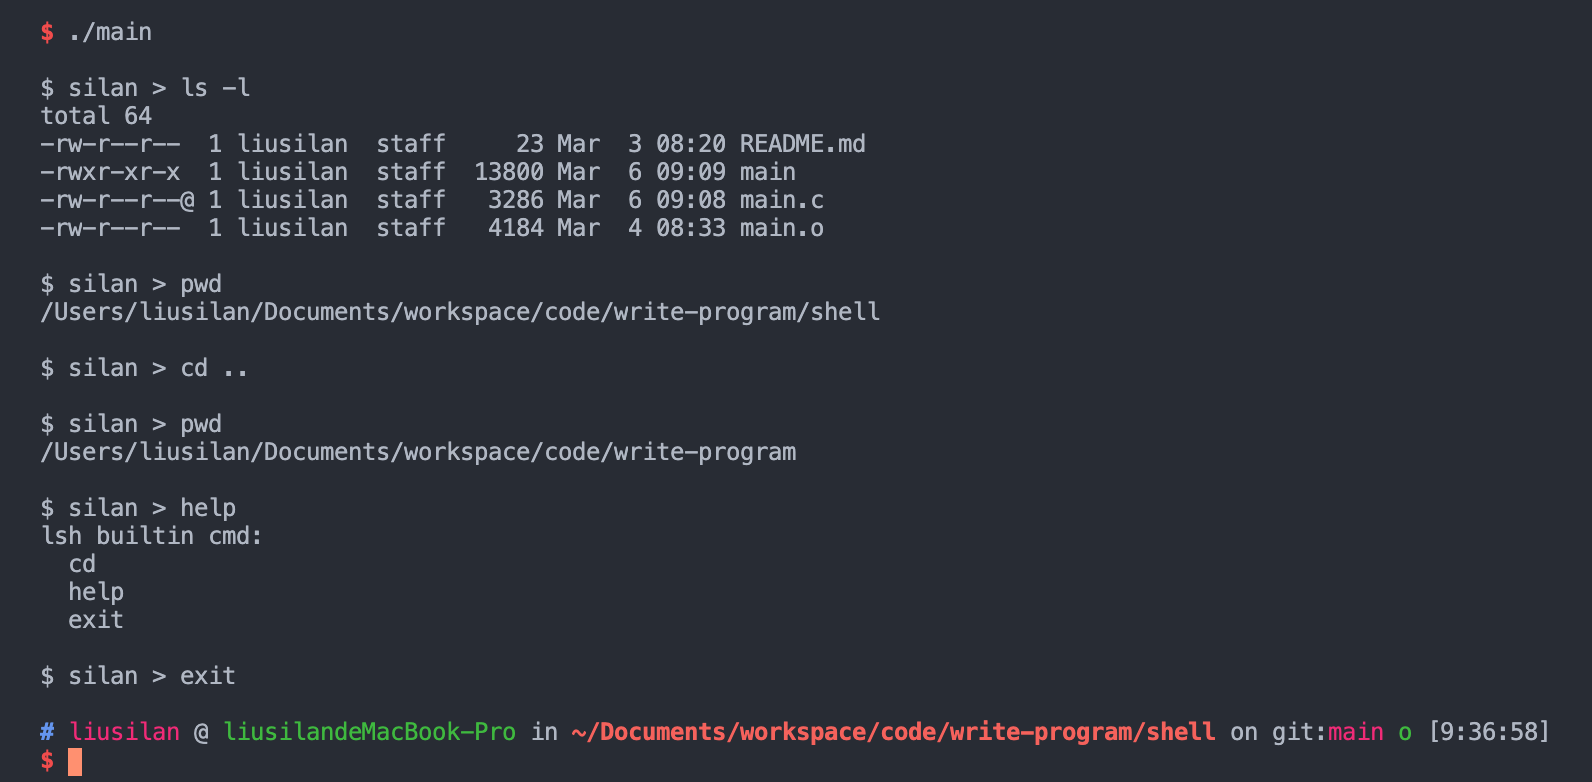 $ ./main
$ silan > ls -l
total 64
-rw-r--r--  1 liusilan  staff     23 Mar  3 08:20 README.md
-rwxr-xr-x  1 liusilan  staff  13800 Mar  6 09:09 main
-rw-r--r--@ 1 liusilan  staff   3286 Mar  6 09:08 main.c
-rw-r--r--  1 liusilan  staff   4184 Mar  4 08:33 main.o
$ silan > pwd
/Users/liusilan/Documents/workspace/code/write-program/shell
$ silan > cd ..
$ silan > pwd
/Users/liusilan/Documents/workspace/code/write-program
$ silan > help
lsh builtin cmd:
  cd
  help
  exit
$ silan > exit
# liusilan @ liusilandeMacBook-Pro in ~/Documents/workspace/code/write-program/shell on git:main o [9:36:58]
$